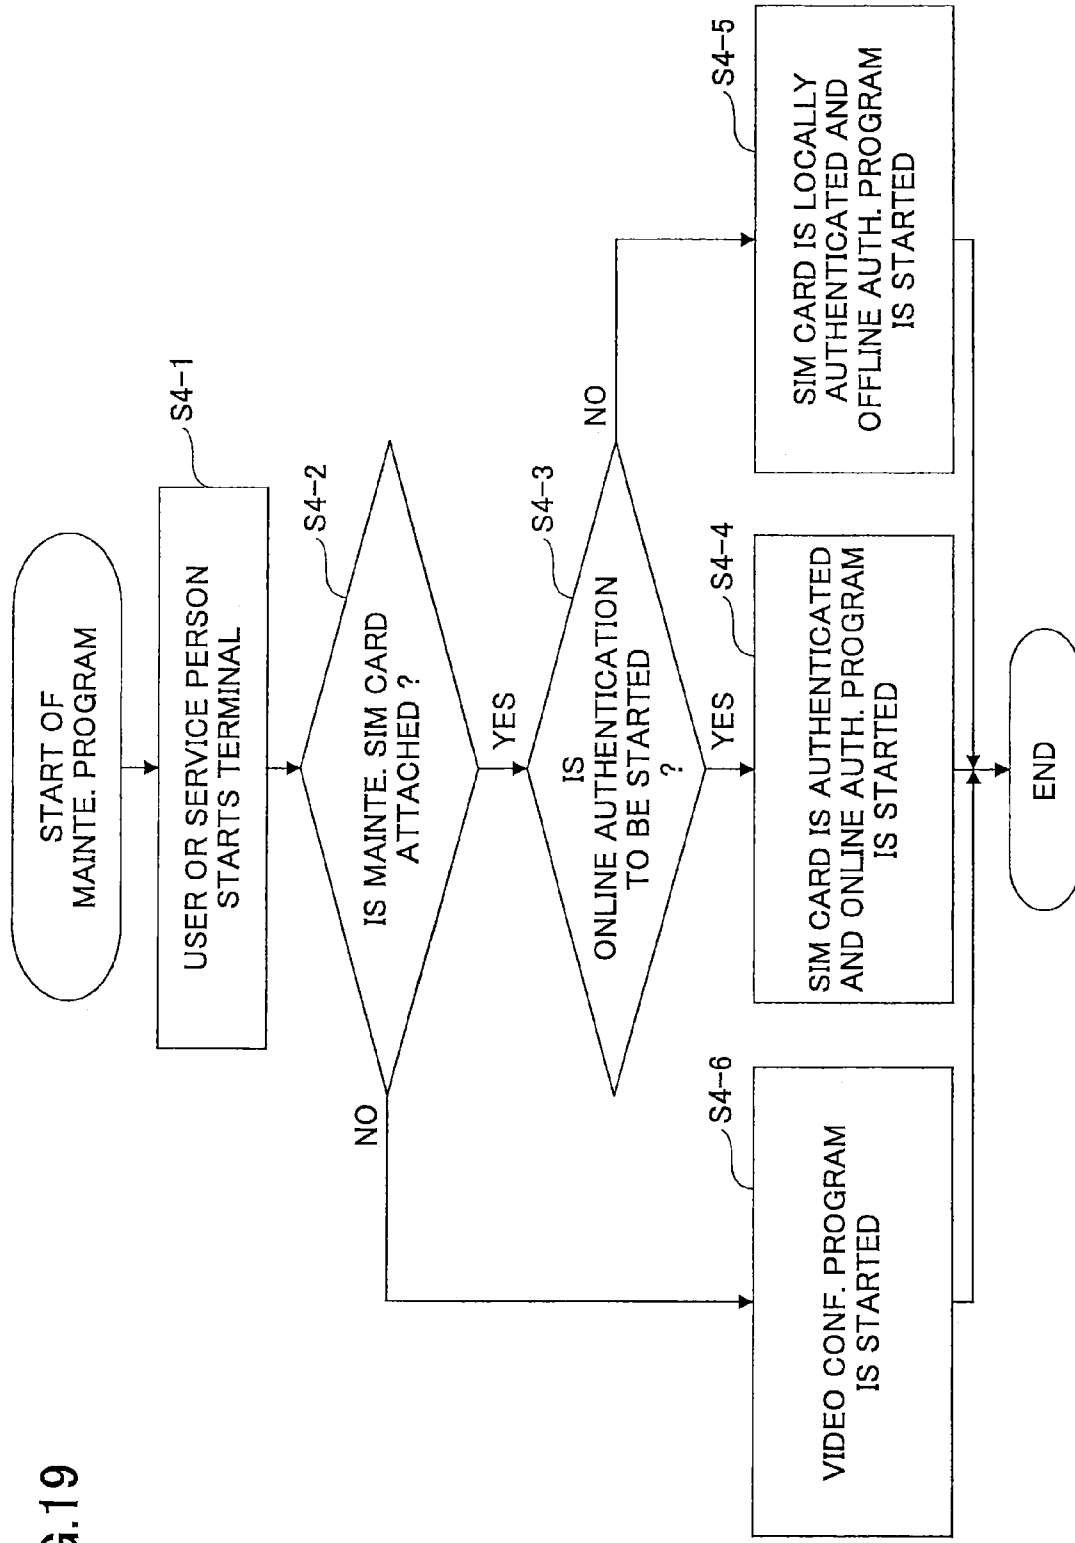 G.19
START OF
MAINTE. PROGRAM
USER OR SERVICE PERSON
STARTS TERMINAL
S4-1
IS MAINTE. SIM CARD
ATTACHED ?
S4-2
NO
YES
IS
ONLINE AUTHENTICATION
TO BE STARTED
?
S4-3
NO
YES
VIDEO CONF. PROGRAM
IS STARTED
S4-6
SIM CARD IS AUTHENTICATED
AND ONLINE AUTH. PROGRAM
IS STARTED
S4-4
SIM CARD IS LOCALLY
AUTHENTICATED AND
OFFLINE AUTH. PROGRAM
IS STARTED
S4-5
END